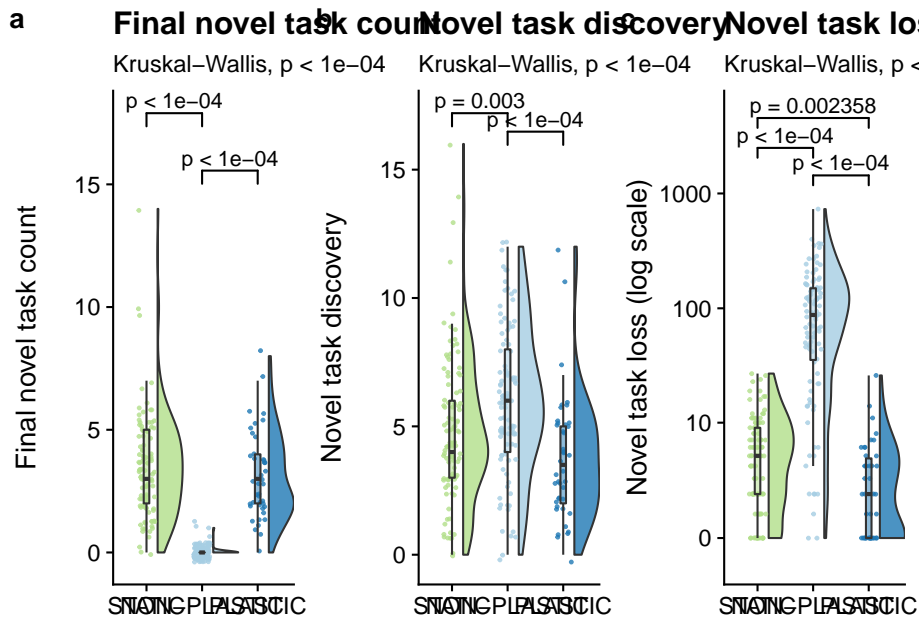 a
Final novel task count
b
Novel task discovery
c
Novel task los
Kruskal−Wallis, p < 1e−04
Kruskal−Wallis, p < 1e−04
Kruskal−Wallis, p <
p < 1e−04
p < 1e−04
15
10
5
0
Final novel task count
p = 0.003
p < 1e−04
15
10
5
0
Novel task discovery
p = 0.002358
p < 1e−04
p < 1e−04
1000
100
10
0
Novel task loss (log scale)